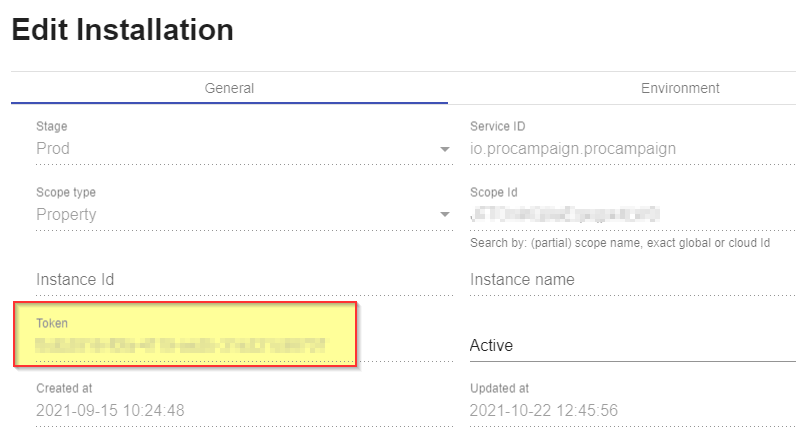 Edit Installation
General
Environment
Stage
Prod
Service ID
io.procampaign.procampaign
Scope type
Property
Scope Id
Search by: (partial) scope name, exact global or cloud Id
Instance Id
Instance name
Token
Active
Created at
2021-09-15 10:24:48
Updated at
2021-10-22 12:45:56